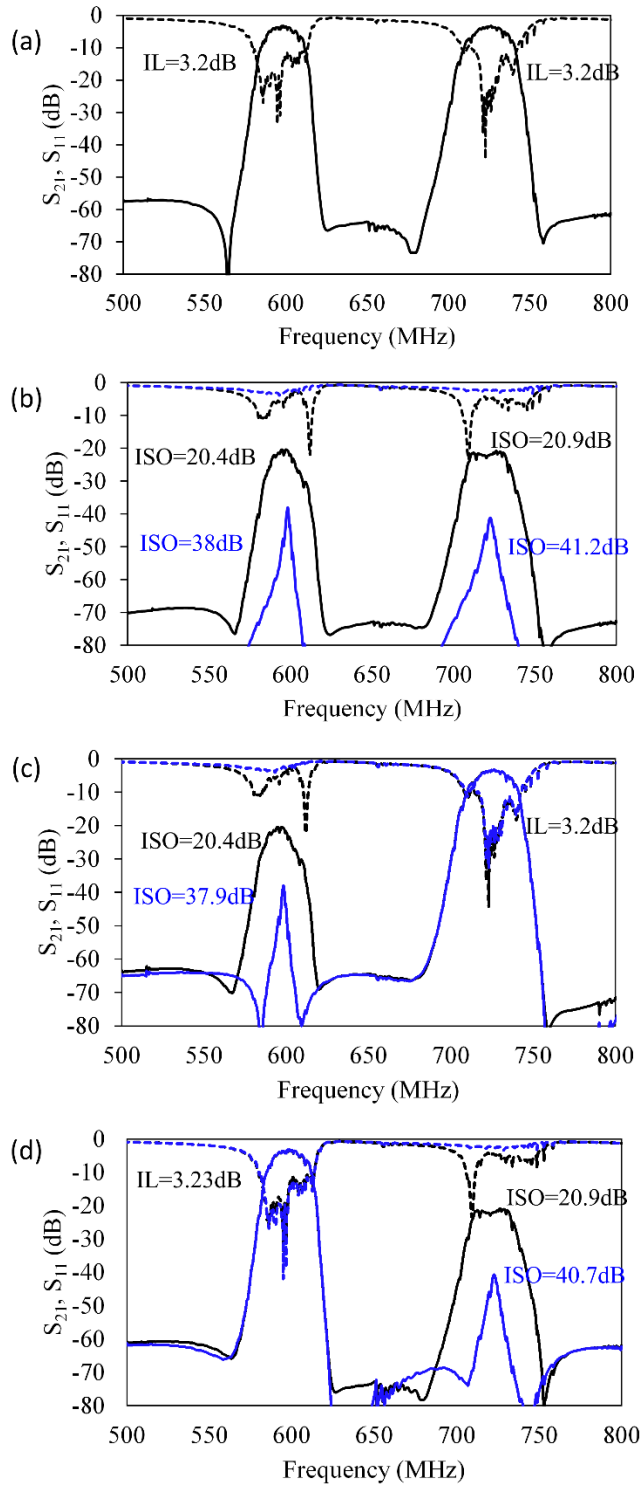 (a)
0
-10
-20
-30
-40
-50
-60
-70
-80
S21, S11 (dB)
IL=3.2dB
IL=3.2dB
500 550 600 650 700 750 800
Frequency (MHz)
(b)
0
-10
-20
-30
-40
-50
-60
-70
-80
S21, S11 (dB)
ISO=20.4dB
ISO=20.9dB
ISO=38dB
ISO=41.2dB
500 550 600 650 700 750 800
Frequency (MHz)
(c)
0
-10
-20
-30
-40
-50
-60
-70
-80
S21, S11 (dB)
IL=3.2dB
ISO=20.4dB
ISO=37.9dB
500 550 600 650 700 750 800
Frequency (MHz)
(d)
0
-10
-20
-30
-40
-50
-60
-70
-80
S21, S11 (dB)
IL=3.23dB
ISO=20.9dB
ISO=40.7dB
500 550 600 650 700 750 800
Frequency (MHz)